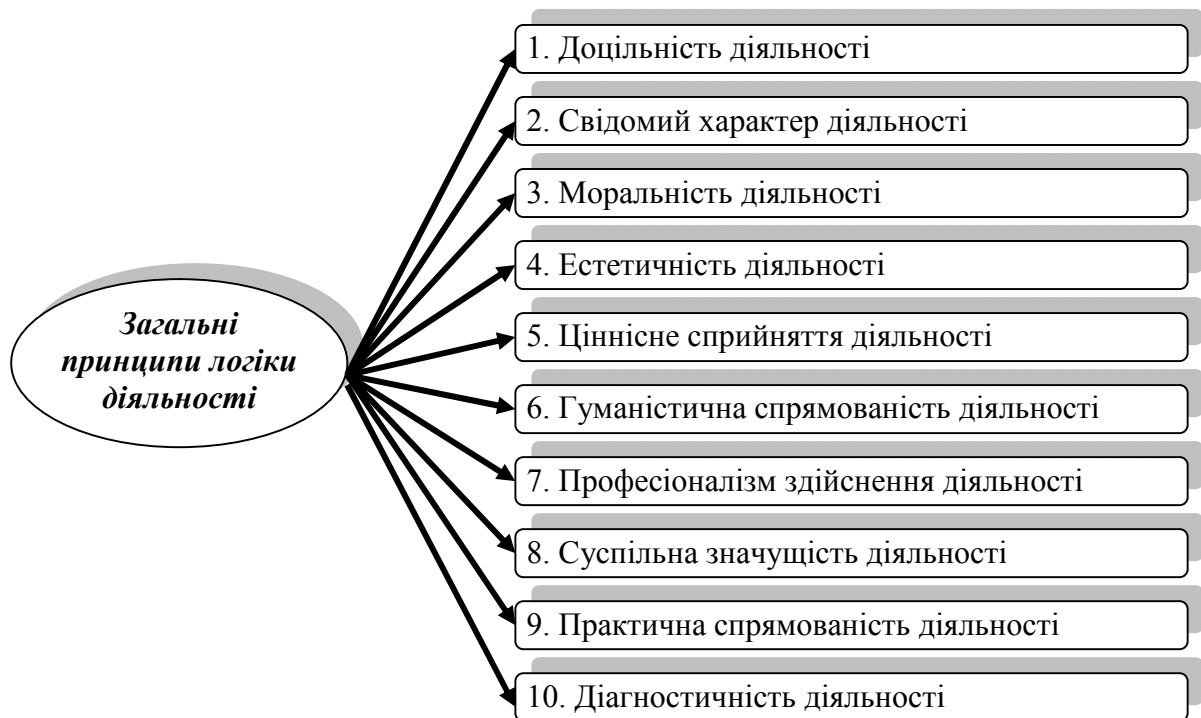 1. Доцільність діяльності
2. Свідомий характер діяльності
3. Моральність діяльності
4. Естетичність діяльності
Загальні
принципи логіки
діяльності
5. Ціннісне сприйняття діяльності
6. Гуманістична спрямованість діяльності
7. Професіоналізм здійснення діяльності
8. Суспільна значущість діяльності
9. Практична спрямованість діяльності
10. Діагностичність діяльності